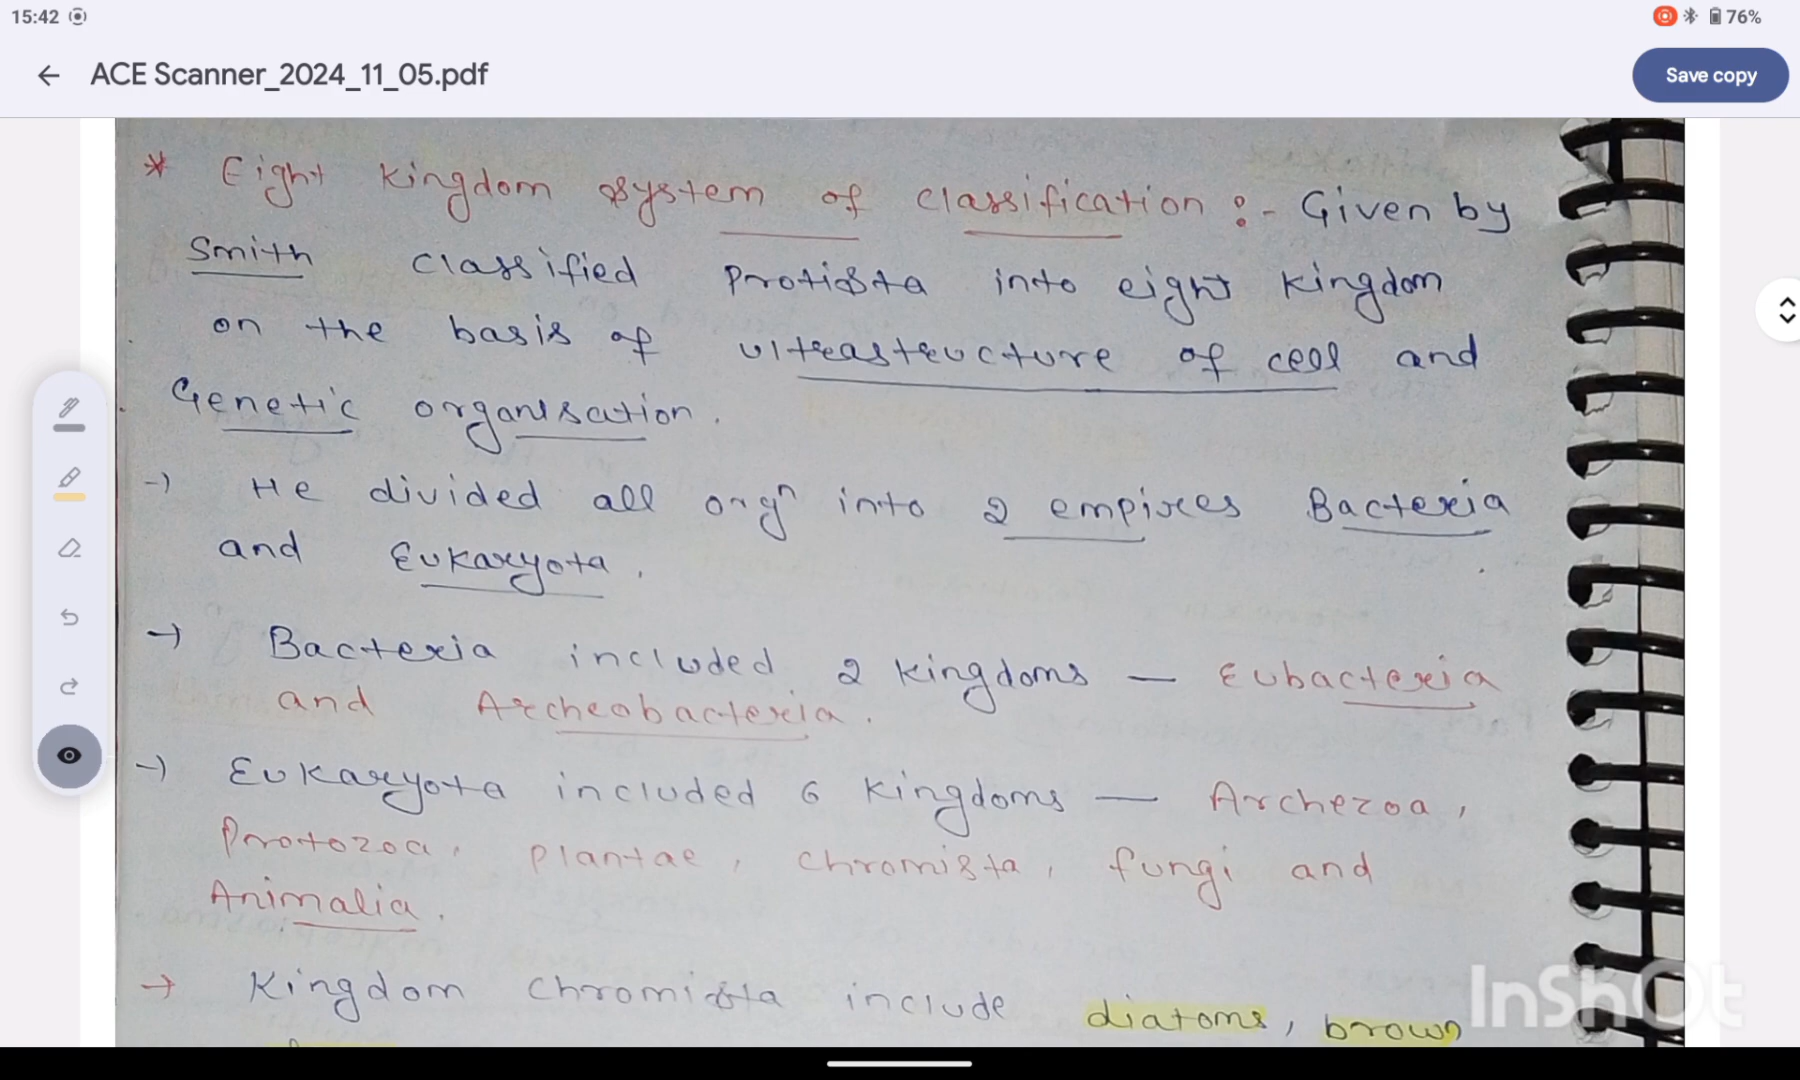 15:42
76%
ACE Scanner_2024_11_05.pdf
Save copy
* Eight kingdom system of classification :- Given by
Smith classified Protista into eight kingdom
on the basis of ultrastructure of cell and
Genetic organisation.
→ He divided all orgⁿ into 2 empires Bacteria
and Eukaryota.
→ Bacteria included 2 kingdoms — Eubacteria
and Archeobacteria.
→ Eukaryota included 6 kingdoms — Archezoa,
Protozoa, plantae, chromista, fungi and
Animalia.
→ Kingdom chromista include diatoms, brown
InShOt